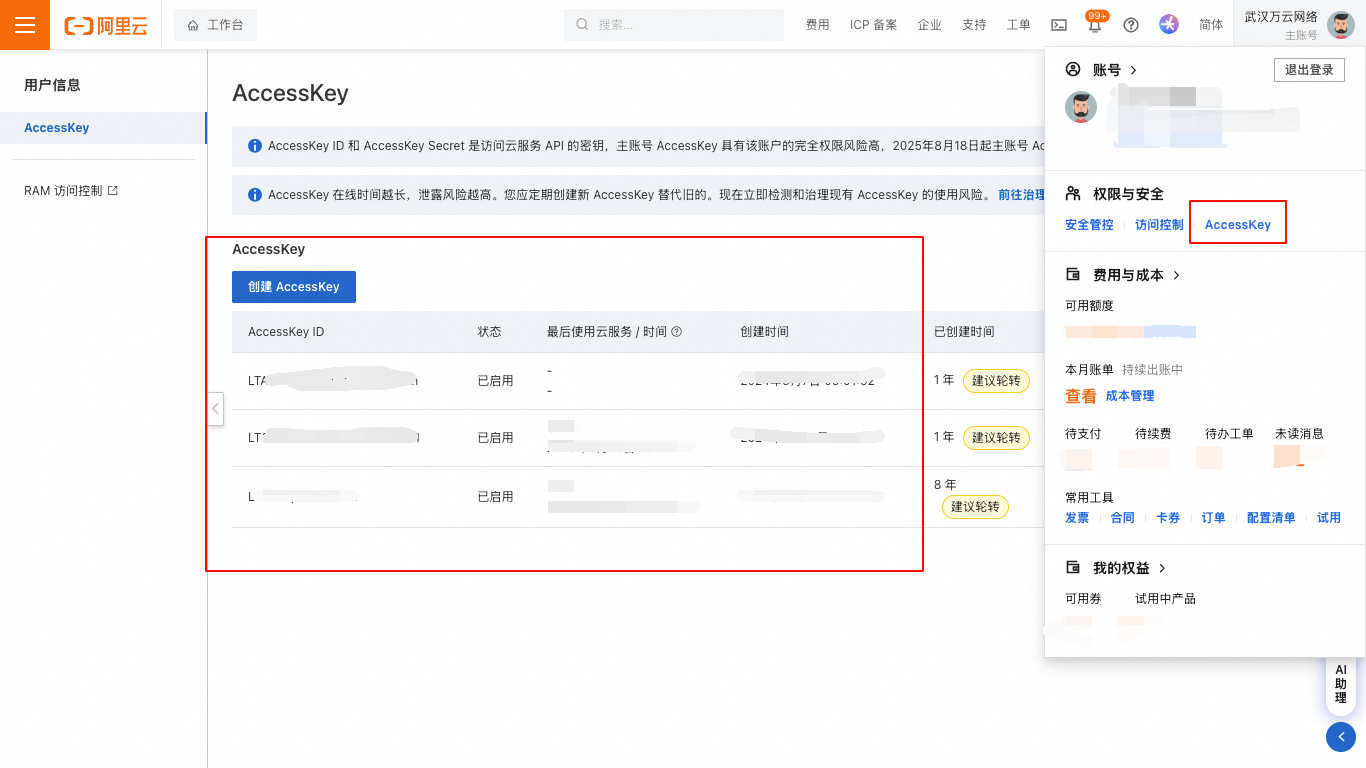 阿里云
工作台
搜索...
费用
ICP 备案
企业
支持
工单
99+
简体
武汉万云网络
主账号
用户信息
AccessKey
RAM 访问控制
AccessKey
AccessKey ID 和 AccessKey Secret 是访问云服务 API 的密钥，主账号 AccessKey 具有该账户的完全权限风险高，2025年8月18日起主账号 Ac
AccessKey 在线时间越长，泄露风险越高。您应定期创建新 AccessKey 替代旧的。现在立即检测和治理现有 AccessKey 的使用风险。 前往治理
AccessKey
创建 AccessKey
AccessKey ID 状态 最后使用云服务 / 时间 创建时间 已创建时间
LTA 已启用 - - 1 年 建议轮转
LT 已启用 1 年 建议轮转
L 已启用 8 年 建议轮转
账号
退出登录
权限与安全
安全管控 访问控制 AccessKey
费用与成本
可用额度
本月账单 持续出账中
查看 成本管理
待支付 待续费 待办工单 未读消息
常用工具
发票 合同 卡券 订单 配置清单 试用
我的权益
可用券 试用中产品
AI
助
理